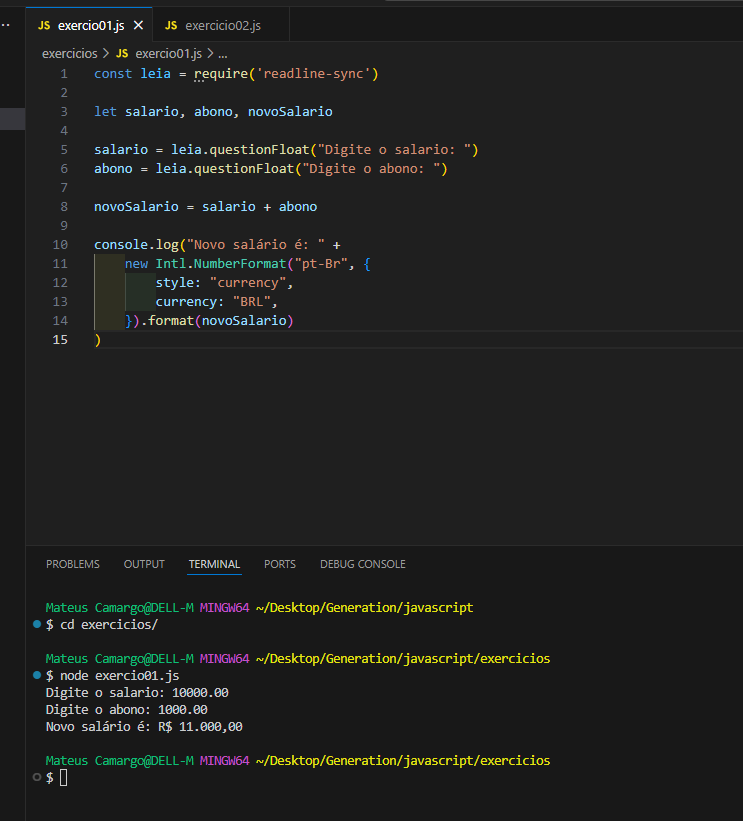 JS exercio01.js
JS exercicio02.js
exercicios > JS exercio01.js > ...
1 const leia = require('readline-sync')
2
3 let salario, abono, novoSalario
4
5 salario = leia.questionFloat("Digite o salario: ")
6 abono = leia.questionFloat("Digite o abono: ")
7
8 novoSalario = salario + abono
9
10 console.log("Novo salário é: " +
11 new Intl.NumberFormat("pt-Br", {
12 style: "currency",
13 currency: "BRL",
14 }).format(novoSalario)
15 )
PROBLEMS OUTPUT TERMINAL PORTS DEBUG CONSOLE
Mateus Camargo@DELL-M MINGW64 ~/Desktop/Generation/javascript
$ cd exercicios/
Mateus Camargo@DELL-M MINGW64 ~/Desktop/Generation/javascript/exercicios
$ node exercio01.js
Digite o salario: 10000.00
Digite o abono: 1000.00
Novo salário é: R$ 11.000,00
Mateus Camargo@DELL-M MINGW64 ~/Desktop/Generation/javascript/exercicios
$